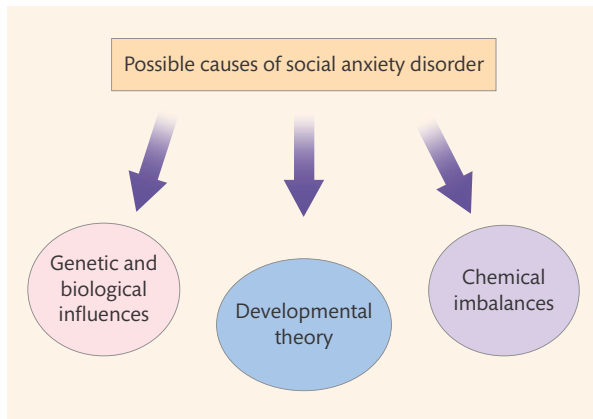 Possible causes of social anxiety disorder
Genetic and
biological
influences
Developmental
theory
Chemical
imbalances